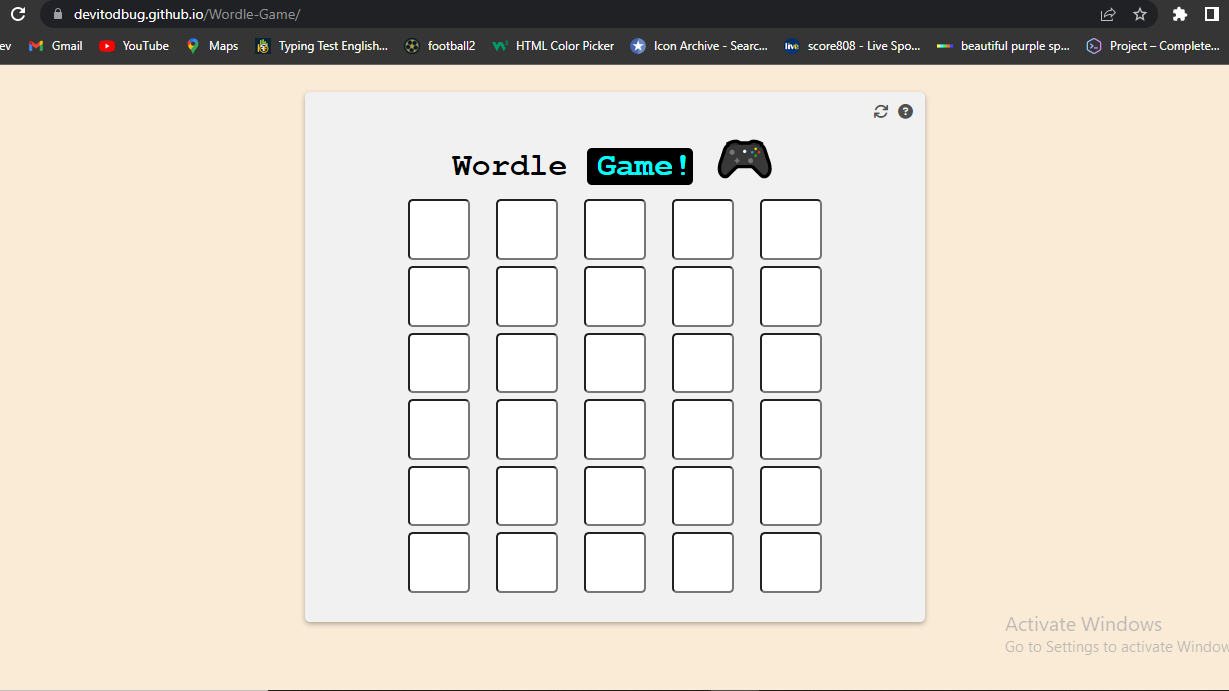 devitodbug.github.io/Wordle-Game/
ev Gmail YouTube Maps Typing Test English... football2 HTML Color Picker Icon Archive - Searc... live score808 - Live Spo... beautiful purple sp... Project – Complete...
?
Wordle Game!
Activate Windows
Go to Settings to activate Window